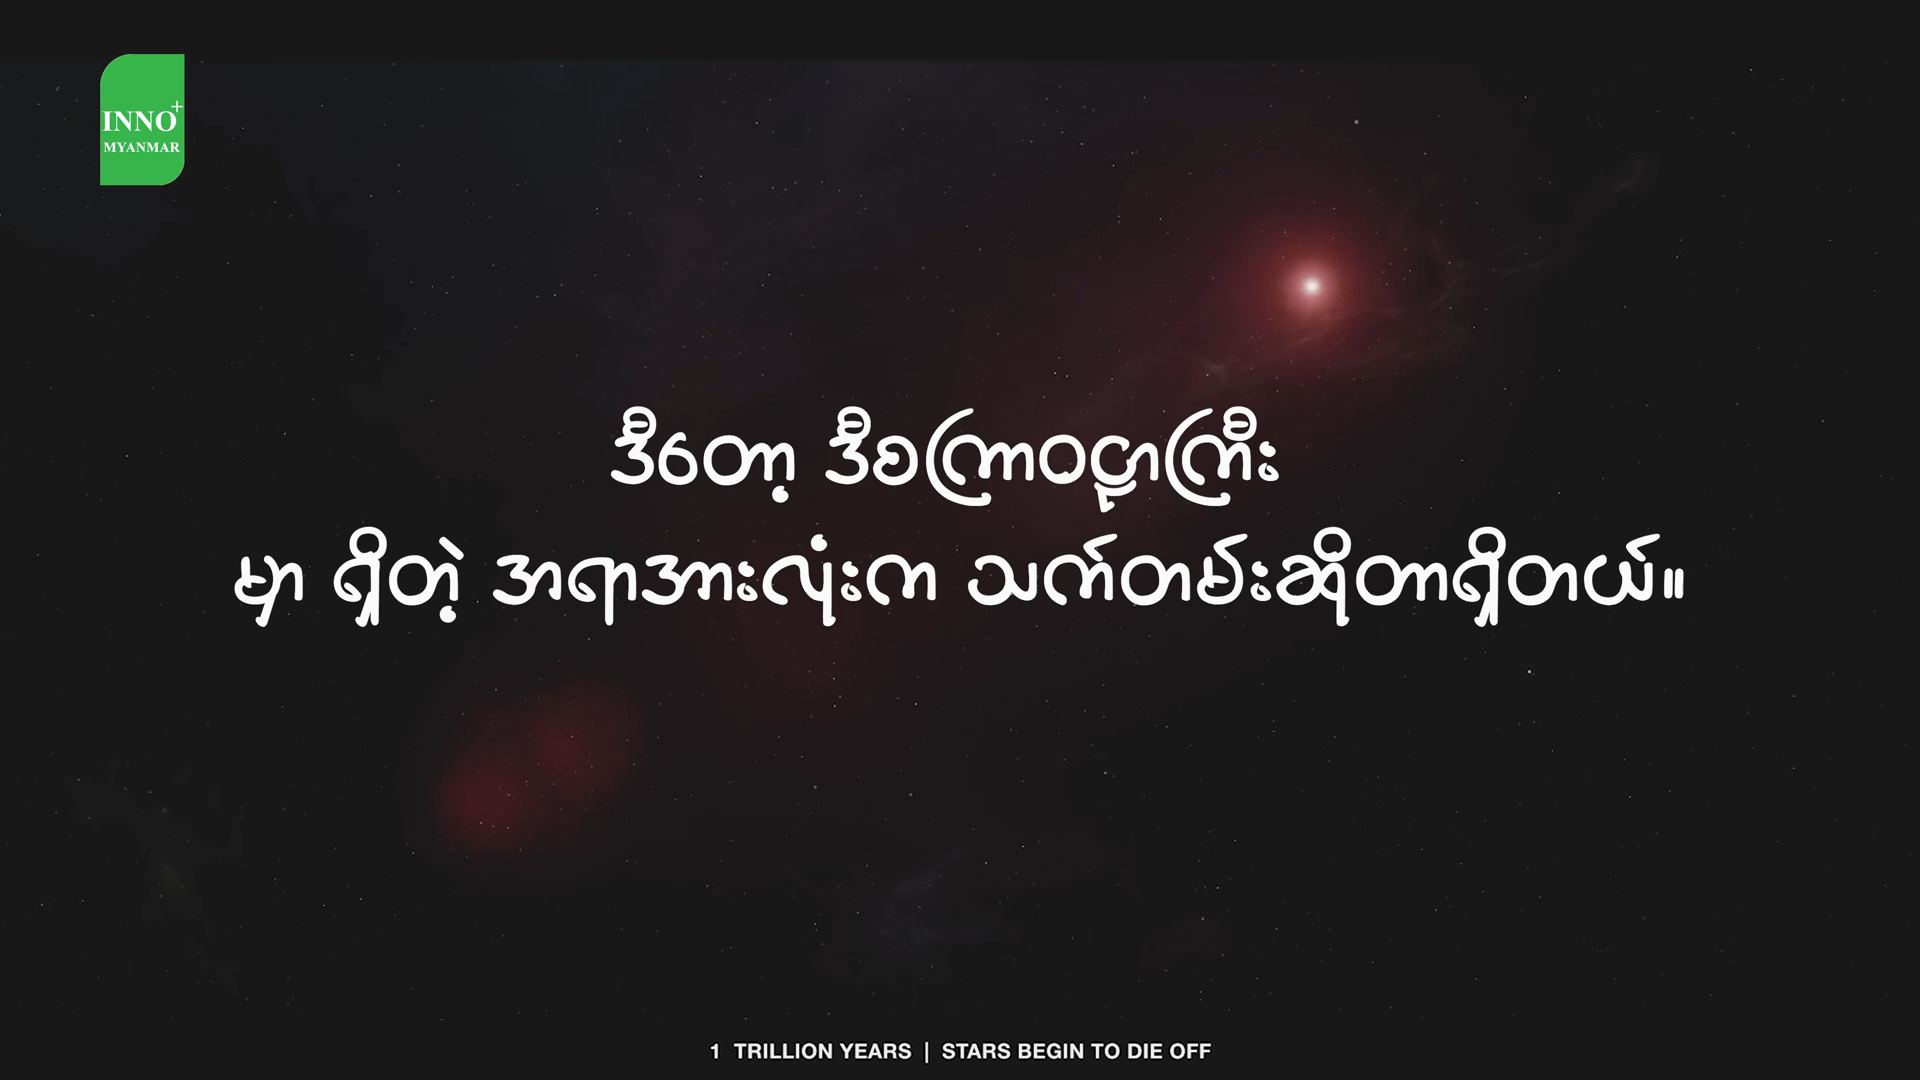 INNO+
MYANMAR
ဒီတော့ ဒီစကြာဝဠာကြီး
မှာ ရှိတဲ့ အရာအားလုံးက သက်တမ်းဆိုတာရှိတယ်။
1 TRILLION YEARS | STARS BEGIN TO DIE OFF